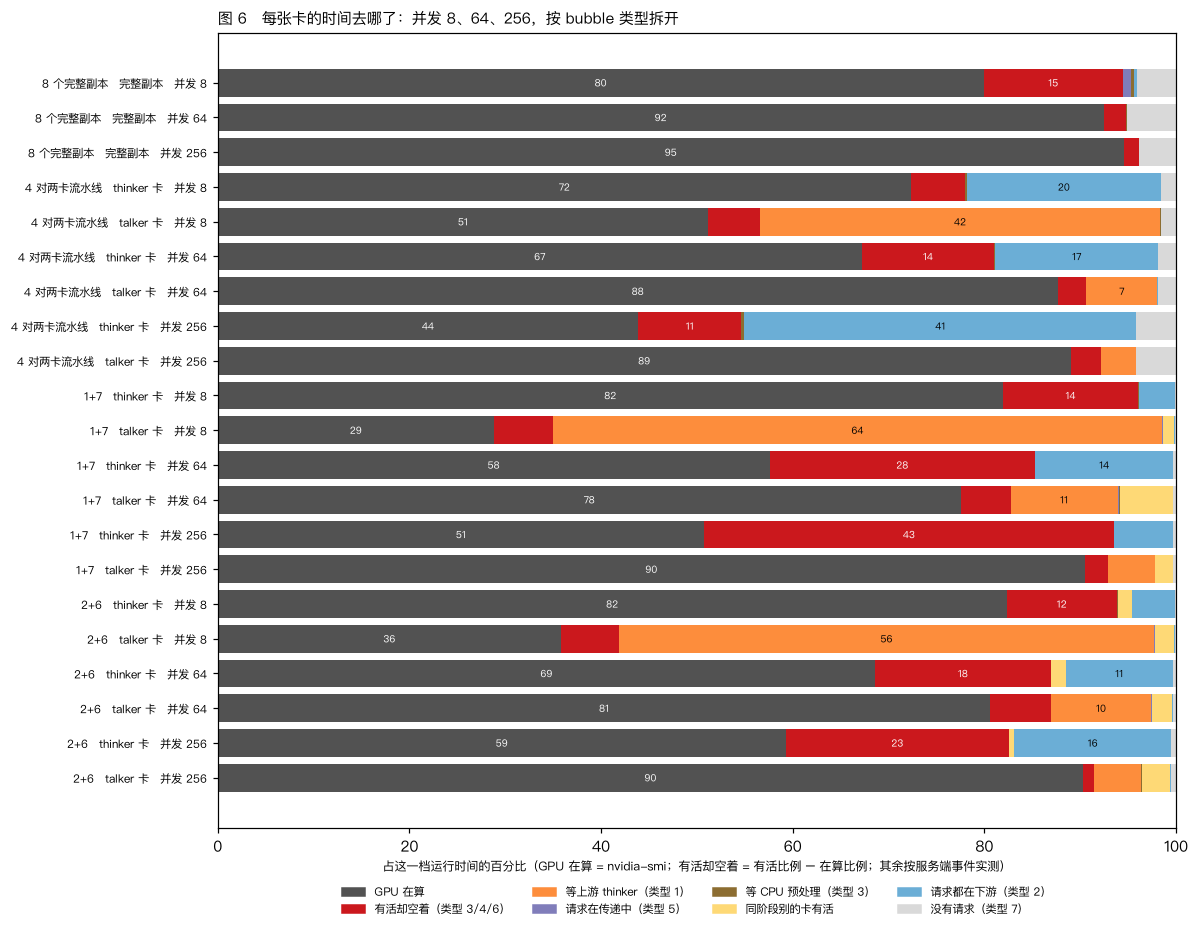 图 6　每张卡的时间去哪了：并发 8、64、256，按 bubble 类型拆开
8 个完整副本　完整副本　并发 8
80
15
8 个完整副本　完整副本　并发 64
92
8 个完整副本　完整副本　并发 256
95
4 对两卡流水线　thinker 卡　并发 8
72
20
4 对两卡流水线　talker 卡　并发 8
51
42
4 对两卡流水线　thinker 卡　并发 64
67
14
17
4 对两卡流水线　talker 卡　并发 64
88
7
4 对两卡流水线　thinker 卡　并发 256
44
11
41
4 对两卡流水线　talker 卡　并发 256
89
1+7　thinker 卡　并发 8
82
14
1+7　talker 卡　并发 8
29
64
1+7　thinker 卡　并发 64
58
28
14
1+7　talker 卡　并发 64
78
11
1+7　thinker 卡　并发 256
51
43
1+7　talker 卡　并发 256
90
2+6　thinker 卡　并发 8
82
12
2+6　talker 卡　并发 8
36
56
2+6　thinker 卡　并发 64
69
18
11
2+6　talker 卡　并发 64
81
10
2+6　thinker 卡　并发 256
59
23
16
2+6　talker 卡　并发 256
90
0 20 40 60 80 100
占这一档运行时间的百分比（GPU 在算 = nvidia-smi；有活却空着 = 有活比例 − 在算比例；其余按服务端事件实测）
GPU 在算
等上游 thinker（类型 1）
等 CPU 预处理（类型 3）
请求都在下游（类型 2）
有活却空着（类型 3/4/6）
请求在传递中（类型 5）
同阶段别的卡有活
没有请求（类型 7）